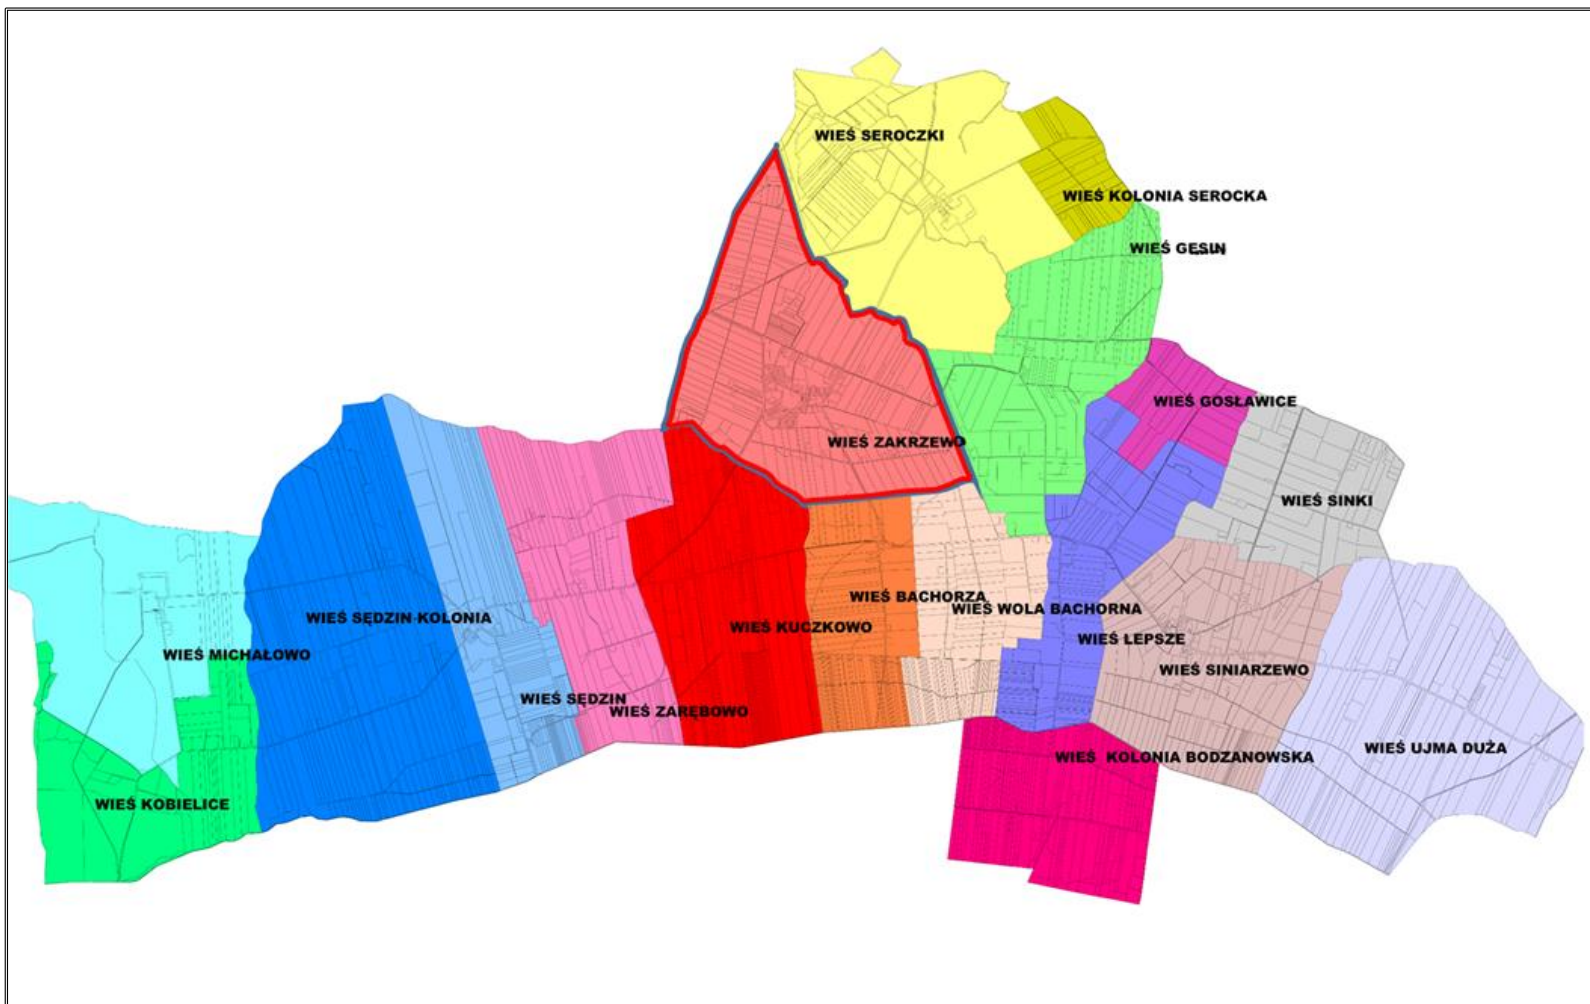 WIEŚ SEROCZKI
WIEŚ KOLONIA SEROCKA
WIEŚ GĘSIN
WIEŚ GOSŁAWICE
WIEŚ ZAKRZEWO
WIEŚ SINKI
WIEŚ BACHORZA
WIEŚ WOLA BACHORNA
WIEŚ SĘDZIN-KOLONIA
WIEŚ KUCZKOWO
WIEŚ LEPSZE
WIEŚ MICHAŁOWO
WIEŚ SINIARZEWO
WIEŚ SĘDZIN
WIEŚ ZARĘBOWO
WIEŚ UJMA DUŻA
WIEŚ KOLONIA BODZANOWSKA
WIEŚ KOBIELICE